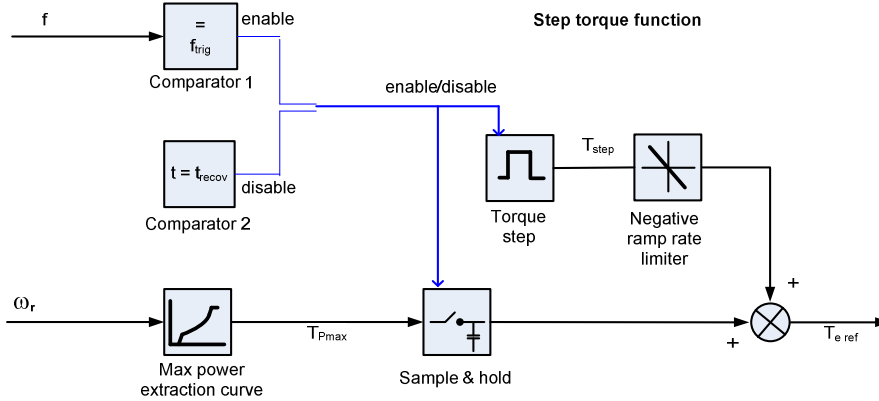 f
enable
Step torque function
=
f_trig
Comparator 1
enable/disable
t = t_recov
disable
Comparator 2
T_step
Torque
step
Negative
ramp rate
limiter
+
ω_r
T_Pmax
+
T_e ref
Max power
extraction curve
Sample & hold